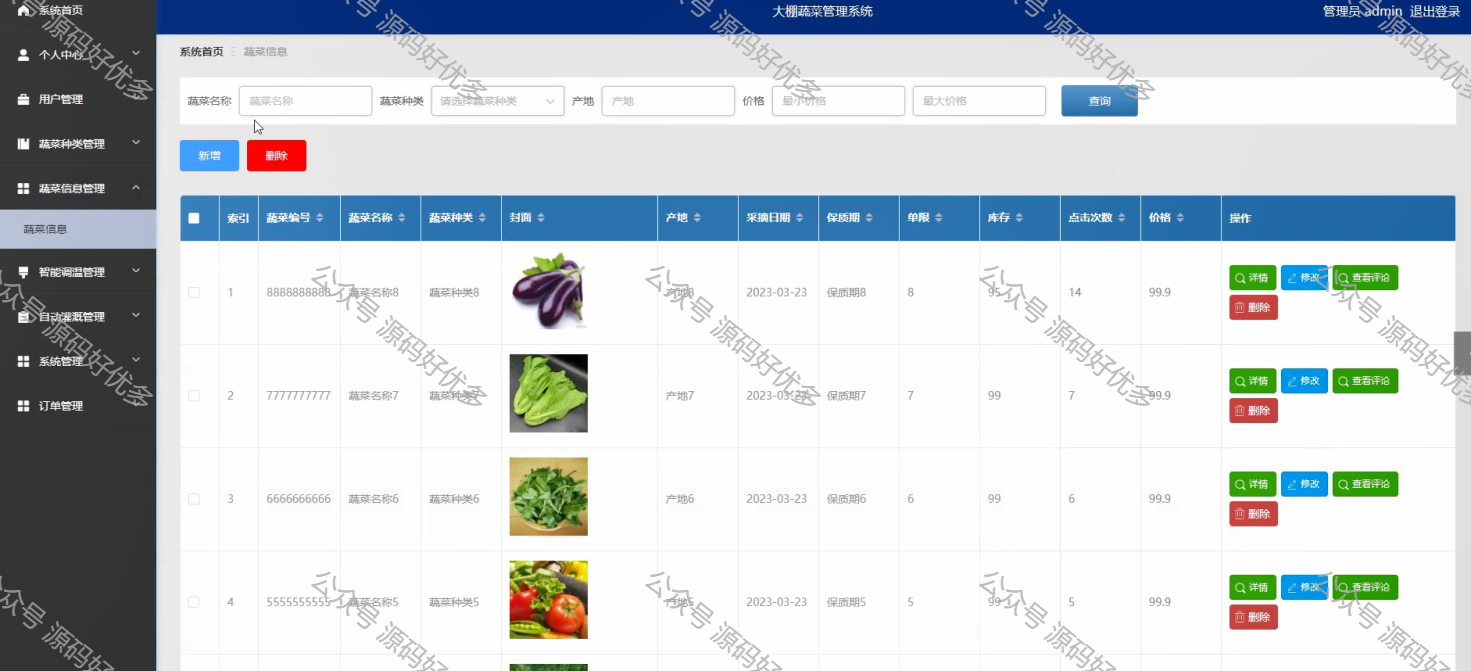 系统首页
个人中心
用户管理
蔬菜种类管理
蔬菜信息管理
蔬菜信息
智能调温管理
自动灌溉管理
系统管理
订单管理
大棚蔬菜管理系统
管理员 admin 退出登录
系统首页 蔬菜信息
蔬菜名称 蔬菜名称 蔬菜种类 请选择蔬菜种类 产地 产地 价格 最小价格 最大价格 查询
新增 删除
索引 蔬菜编号 蔬菜名称 蔬菜种类 封面 产地 采摘日期 保质期 单限 库存 点击次数 价格 操作
1 8888888888 蔬菜名称8 蔬菜种类8 产地8 2023-03-23 保质期8 8 95 14 99.9 详情 修改 查看评论
删除
2 7777777777 蔬菜名称7 蔬菜种类7 产地7 2023-03-23 保质期7 7 99 7 99.9 详情 修改 查看评论
删除
3 6666666666 蔬菜名称6 蔬菜种类6 产地6 2023-03-23 保质期6 6 99 6 99.9 详情 修改 查看评论
删除
4 5555555555 蔬菜名称5 蔬菜种类5 产地5 2023-03-23 保质期5 5 99 5 99.9 详情 修改 查看评论
删除
公众号 源码好优多
公众号 源码好优多
公众号 源码好优多